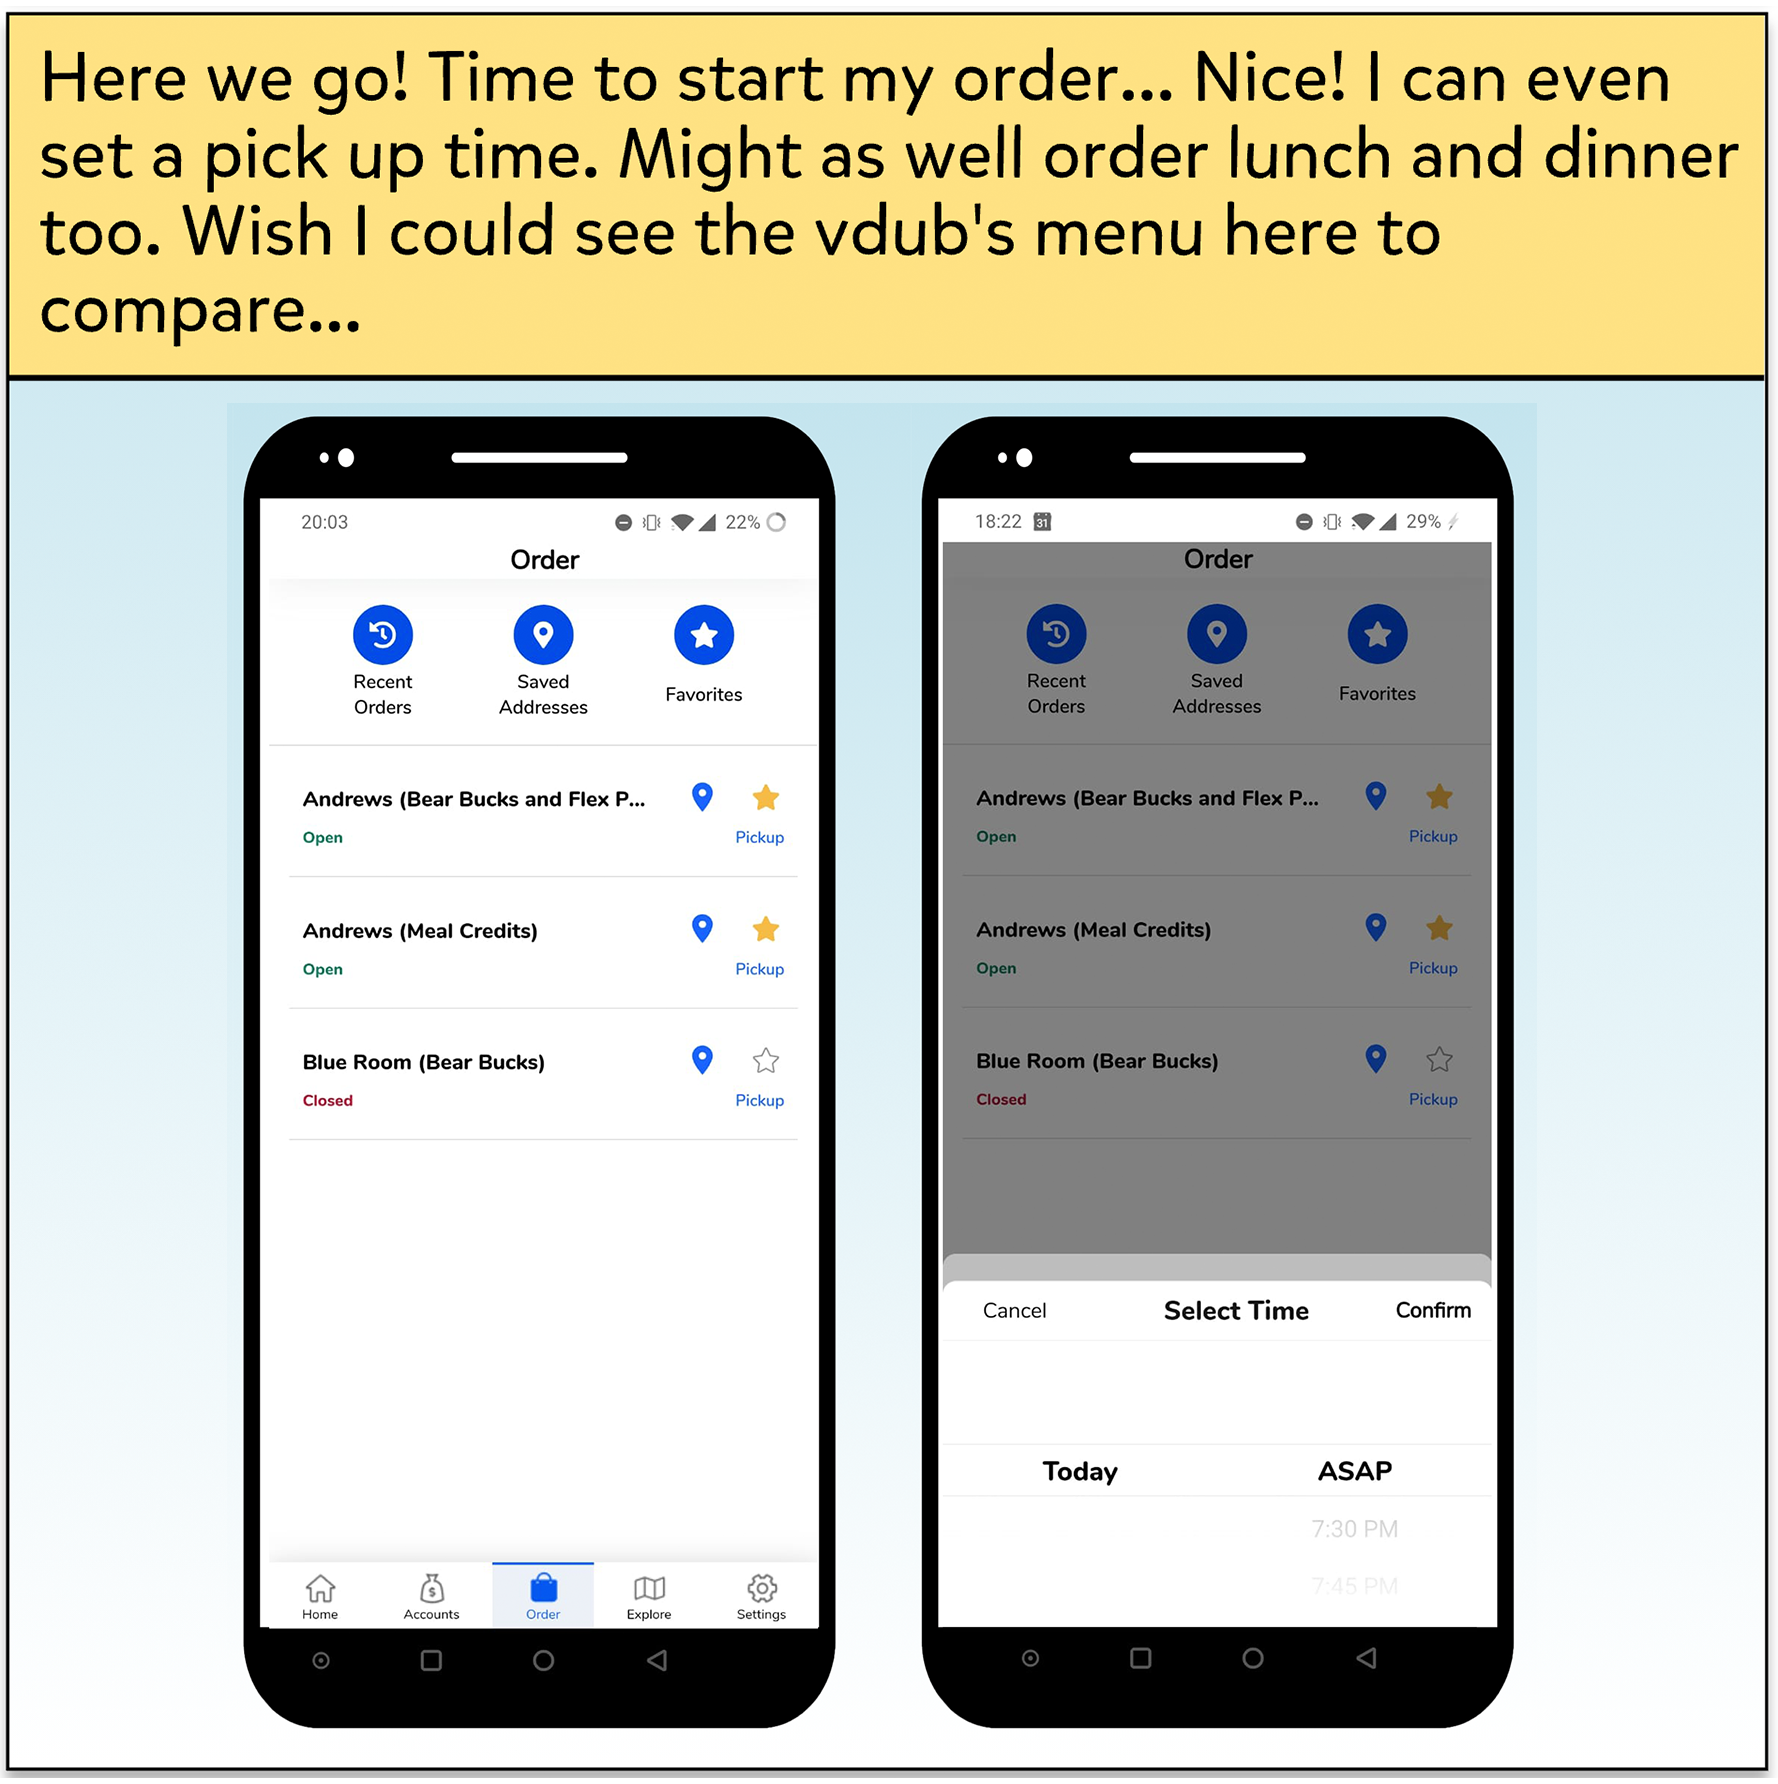 Here we go! Time to start my order... Nice! I can even
set a pick up time. Might as well order lunch and dinner
too. Wish I could see the vdub's menu here to
compare...
20:03
22%
Order
Recent
Orders
Saved
Addresses
Favorites
Andrews (Bear Bucks and Flex P...
Open
Pickup
Andrews (Meal Credits)
Open
Pickup
Blue Room (Bear Bucks)
Closed
Pickup
Home
Accounts
Order
Explore
Settings
18:22
31
29%
Order
Recent
Orders
Saved
Addresses
Favorites
Andrews (Bear Bucks and Flex P...
Open
Pickup
Andrews (Meal Credits)
Open
Pickup
Blue Room (Bear Bucks)
Closed
Pickup
Cancel
Select Time
Confirm
Today
ASAP
7:30 PM
7:45 PM